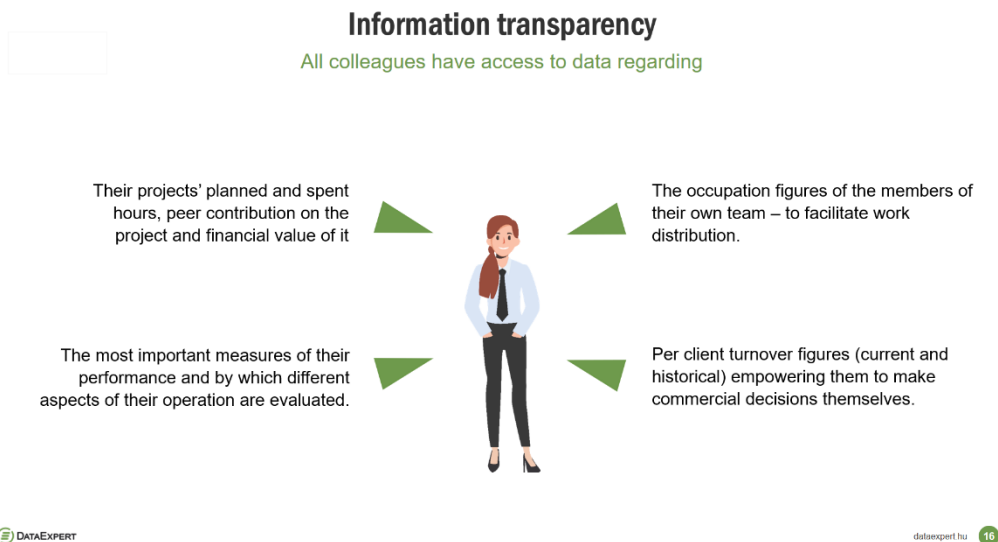 Information transparency
All colleagues have access to data regarding
Their projects’ planned and spent
hours, peer contribution on the
project and financial value of it
The occupation figures of the members of
their own team – to facilitate work
distribution.
The most important measures of their
performance and by which different
aspects of their operation are evaluated.
Per client turnover figures (current and
historical) empowering them to make
commercial decisions themselves.
DATAEXPERT
dataexpert.hu
16